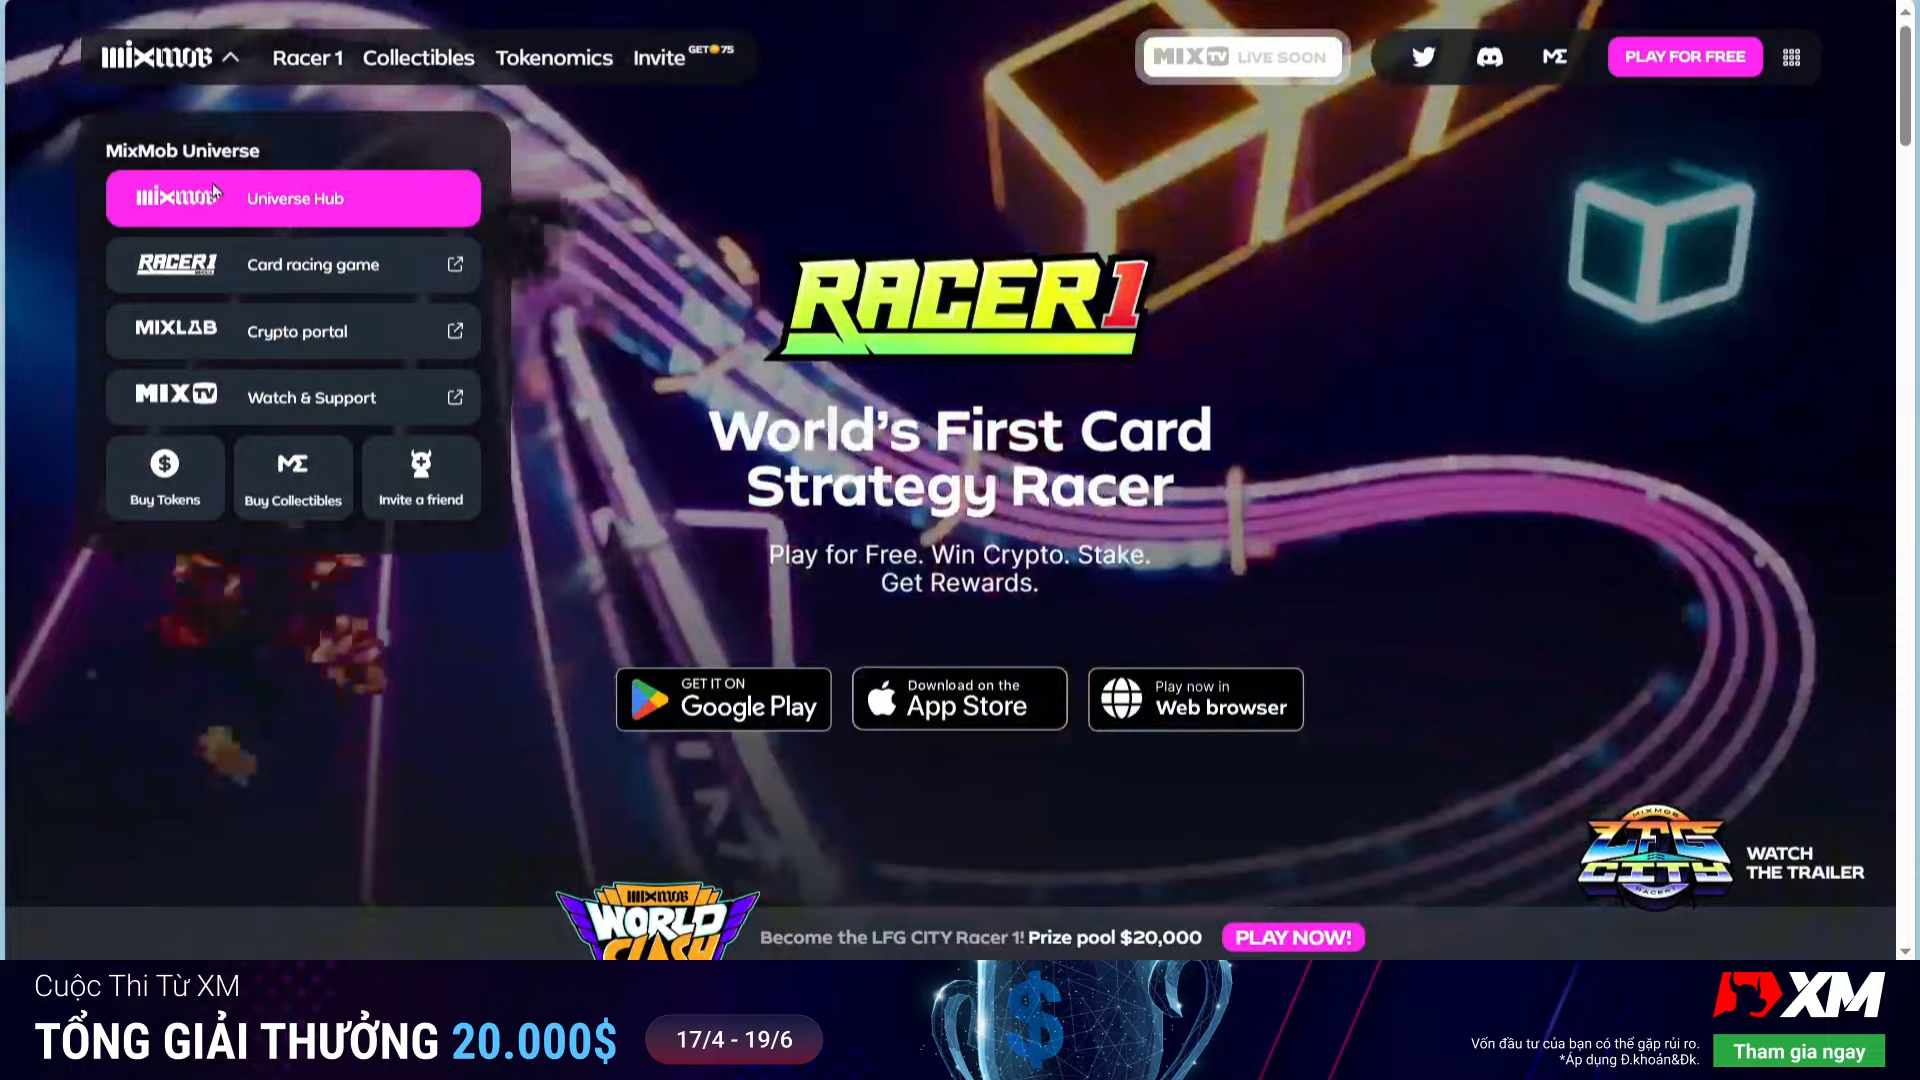 mixmob
Racer 1
Collectibles
Tokenomics
Invite GET 75
MIX TV LIVE SOON
PLAY FOR FREE
MixMob Universe
mixmob Universe Hub
RACER1 Card racing game
MIXLAB Crypto portal
MIX TV Watch & Support
Buy Tokens
Buy Collectibles
Invite a friend
RACER1
World's First Card
Strategy Racer
Play for Free. Win Crypto. Stake.
Get Rewards.
GET IT ON
Google Play
Download on the
App Store
Play now in
Web browser
MIXMOB
LFG
CITY
RACER1
WATCH
THE TRAILER
MIXMOB
WORLD
CLASH
Become the LFG CITY Racer 1! Prize pool $20,000
PLAY NOW!
Cuộc Thi Từ XM
TỔNG GIẢI THƯỞNG 20.000$
17/4 - 19/6
$
XM
Vốn đầu tư của bạn có thể gặp rủi ro.
*Áp dụng Đ.khoản&Đk.
Tham gia ngay